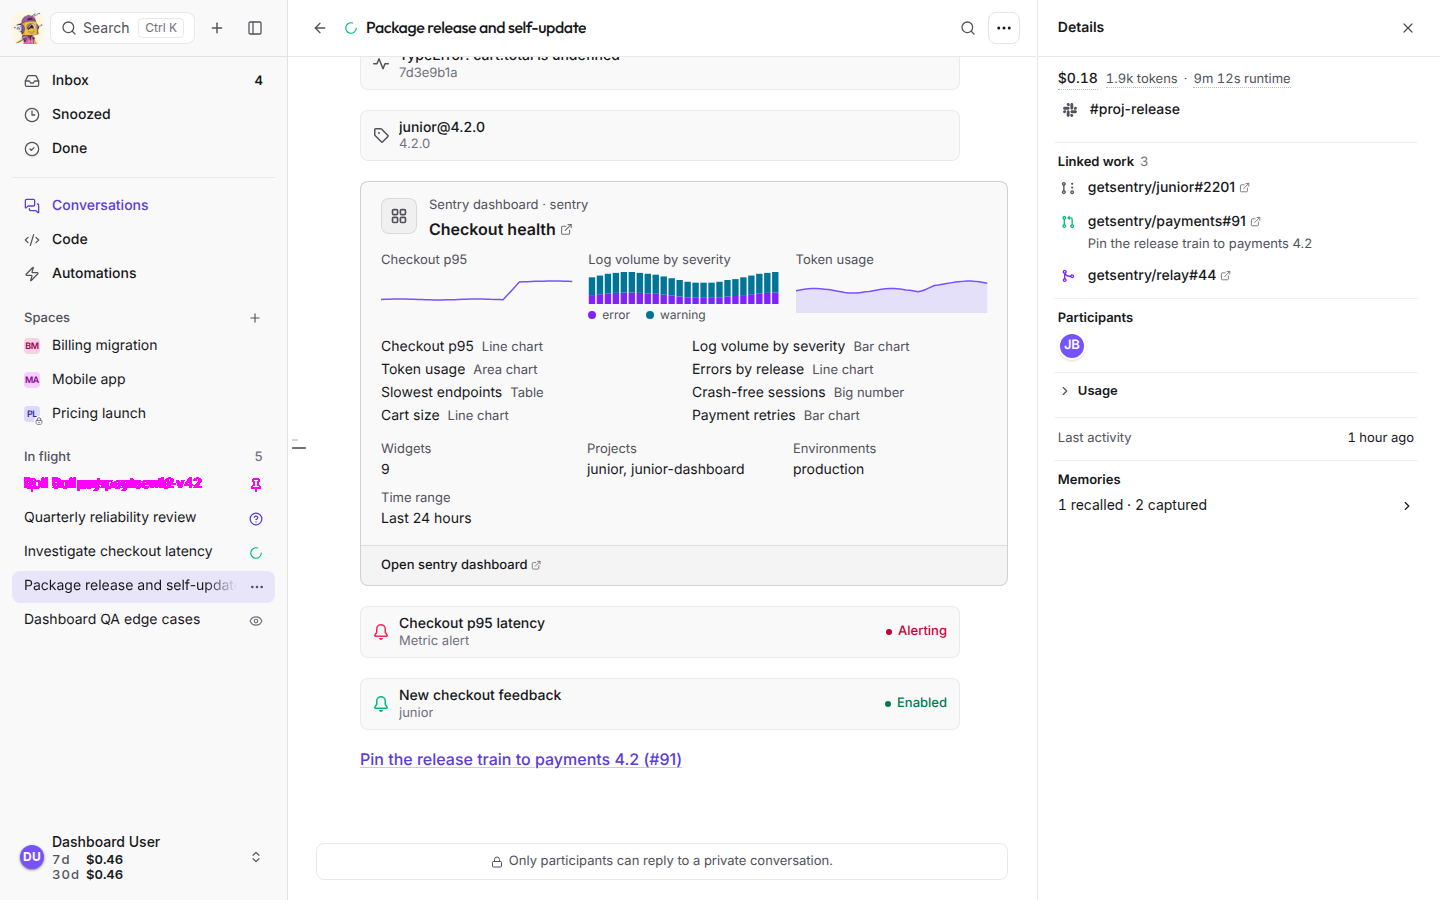 Search Ctrl K
Inbox 4
Snoozed
Done
Conversations
Code
Automations
Spaces
BM Billing migration
MA Mobile app
PL Pricing launch
In flight 5
Quarterly reliability review
Investigate checkout latency
Package release and self-updat
Dashboard QA edge cases
DU Dashboard User
7d $0.46
30d $0.46
Package release and self-update
TypeError: cart.total is undefined
7d3e9b1a
junior@4.2.0
4.2.0
Sentry dashboard · sentry
Checkout health
Checkout p95
Log volume by severity
error warning
Token usage
Checkout p95 Line chart
Log volume by severity Bar chart
Token usage Area chart
Errors by release Line chart
Slowest endpoints Table
Crash-free sessions Big number
Cart size Line chart
Payment retries Bar chart
Widgets
9
Projects
junior, junior-dashboard
Environments
production
Time range
Last 24 hours
Open sentry dashboard
Checkout p95 latency
Metric alert
Alerting
New checkout feedback
junior
Enabled
Pin the release train to payments 4.2 (#91)
Only participants can reply to a private conversation.
Details
$0.18 1.9k tokens · 9m 12s runtime
#proj-release
Linked work 3
getsentry/junior#2201
getsentry/payments#91
Pin the release train to payments 4.2
getsentry/relay#44
Participants
JB
Usage
Last activity 1 hour ago
Memories
1 recalled · 2 captured